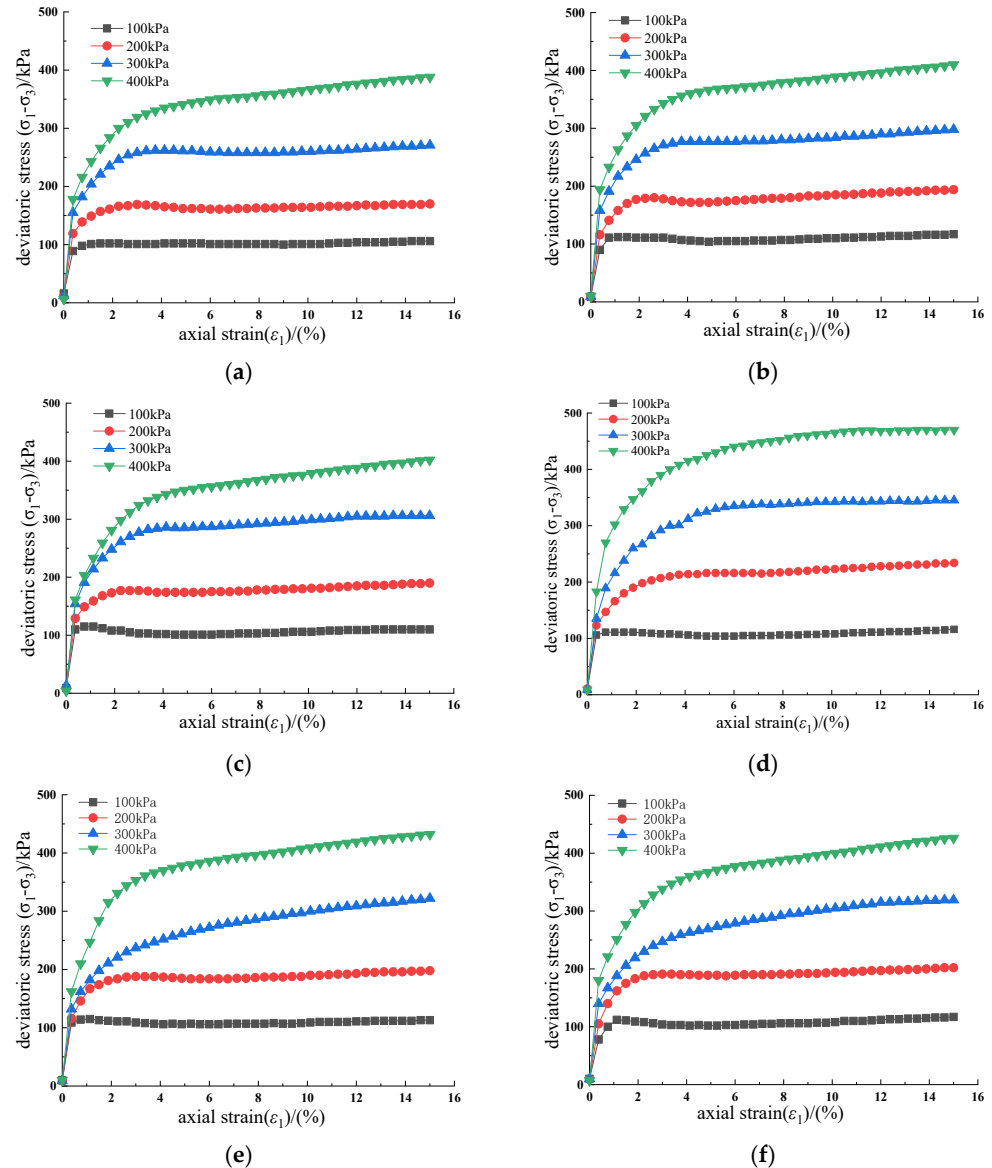 500
400
300
200
100
0
deviatoric stress (σ₁-σ₃)/kPa
100kPa
200kPa
300kPa
400kPa
0 2 4 6 8 10 12 14 16
axial strain(ε₁)/(%)
(a)
500
400
300
200
100
0
deviatoric stress (σ₁-σ₃)/kPa
100kPa
200kPa
300kPa
400kPa
0 2 4 6 8 10 12 14 16
axial strain(ε₁)/(%)
(b)
500
400
300
200
100
0
deviatoric stress (σ₁-σ₃)/kPa
100kPa
200kPa
300kPa
400kPa
0 2 4 6 8 10 12 14 16
axial strain(ε₁)/(%)
(c)
500
400
300
200
100
0
deviatoric stress (σ₁-σ₃)/kPa
100kPa
200kPa
300kPa
400kPa
0 2 4 6 8 10 12 14 16
axial strain(ε₁)/(%)
(d)
500
400
300
200
100
0
deviatoric stress (σ₁-σ₃)/kPa
100kPa
200kPa
300kPa
400kPa
0 2 4 6 8 10 12 14 16
axial strain(ε₁)/(%)
(e)
500
400
300
200
100
0
deviatoric stress (σ₁-σ₃)/kPa
100kPa
200kPa
300kPa
400kPa
0 2 4 6 8 10 12 14 16
axial strain(ε₁)/(%)
(f)